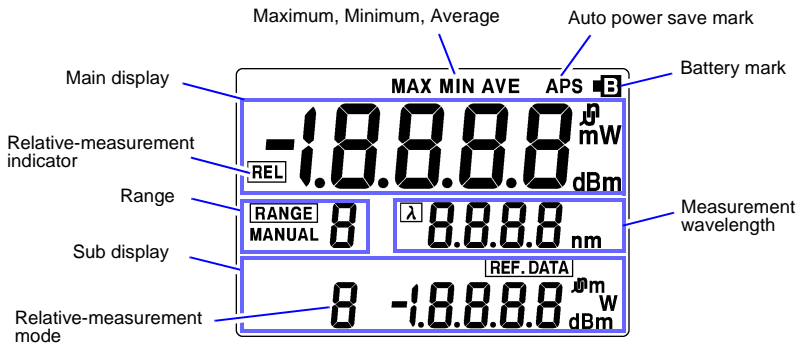 Maximum, Minimum, Average
Auto power save mark
Battery mark
Main display
MAX MIN AVE APS B
-1.8.8.8.8
mW
dBm
Relative-measurement
indicator
REL
Range
RANGE
MANUAL 8
λ 8.8.8.8 nm
Measurement
wavelength
Sub display
REF. DATA
8 -1.8.8.8.8
m
W
dBm
Relative-measurement
mode